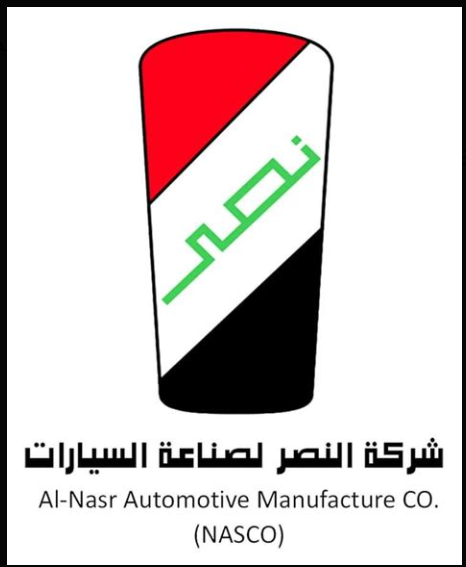 نصر
شركة النصر لصناعة السيارات
Al-Nasr Automotive Manufacture CO.
(NASCO)